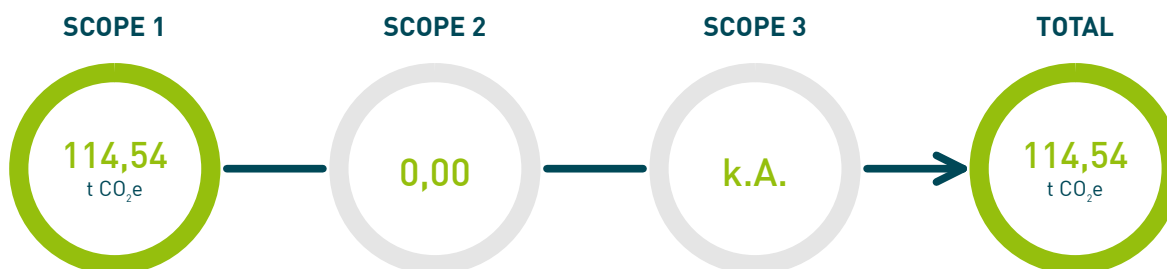 SCOPE 1
SCOPE 2
SCOPE 3
TOTAL
114,54
t CO₂e
0,00
k.A.
114,54
t CO₂e